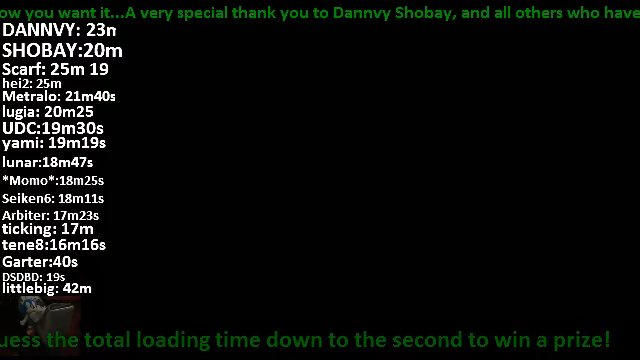 ow you want it...A very special thank you to Dannvy Shobay, and all others who have
DANNVY: 23m
SHOBAY:20m
Scarf: 25m 19
hei2: 25m
Metralo: 21m40s
lugia: 20m25
UDC:19m30s
yami: 19m19s
lunar:18m47s
*Momo*:18m25s
Seiken6: 18m11s
Arbiter: 17m23s
ticking: 17m
tene8:16m16s
Garter:40s
DSDBD: 19s
littlebig: 42m
uess the total loading time down to the second to win a prize!